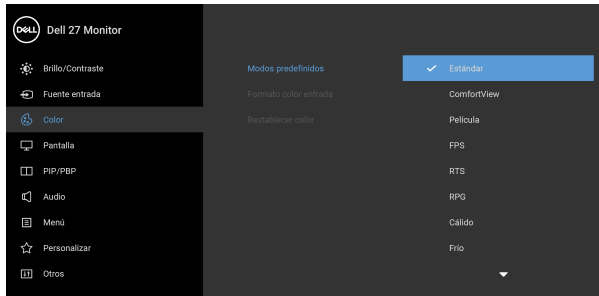 DELL
Dell 27 Monitor
Brillo/Contraste
Modos predefinidos
Estándar
Fuente entrada
Formato color entrada
ComfortView
Color
Restablecer color
Película
Pantalla
FPS
PIP/PBP
RTS
Audio
RPG
Menú
Cálido
Personalizar
Frío
Otros